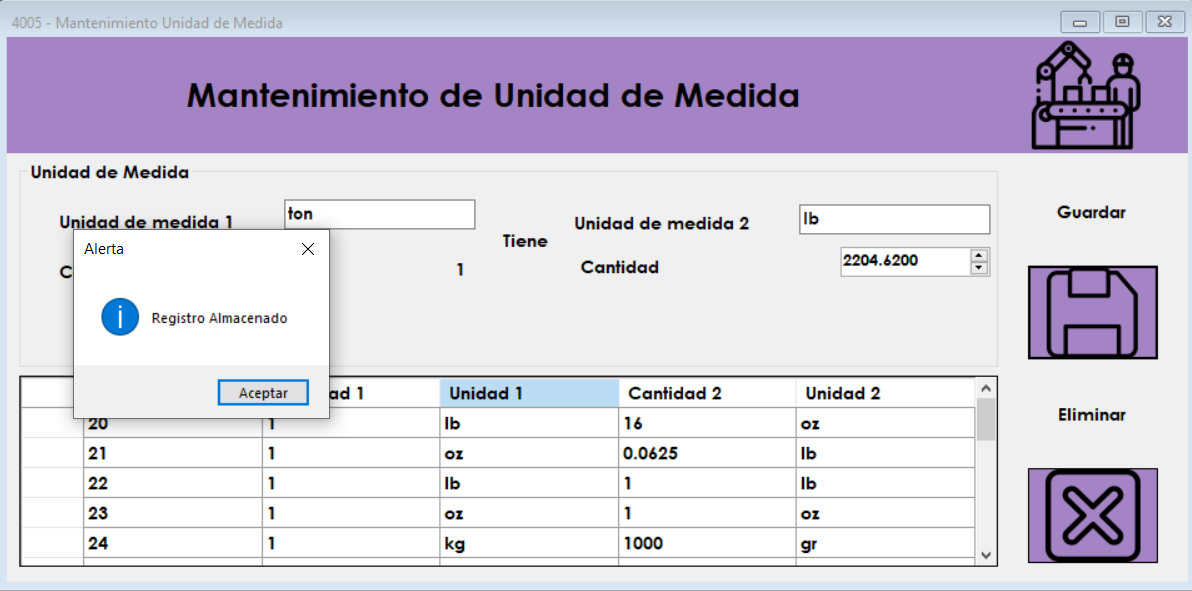 4005 - Mantenimiento Unidad de Medida
Mantenimiento de Unidad de Medida
Unidad de Medida
Unidad de medida 1
ton
Tiene
Unidad de medida 2
lb
C
1
Cantidad
2204.6200
Guardar
Eliminar
Alerta
Registro Almacenado
Aceptar
ad 1 Unidad 1 Cantidad 2 Unidad 2
20 1 lb 16 oz
21 1 oz 0.0625 lb
22 1 lb 1 lb
23 1 oz 1 oz
24 1 kg 1000 gr